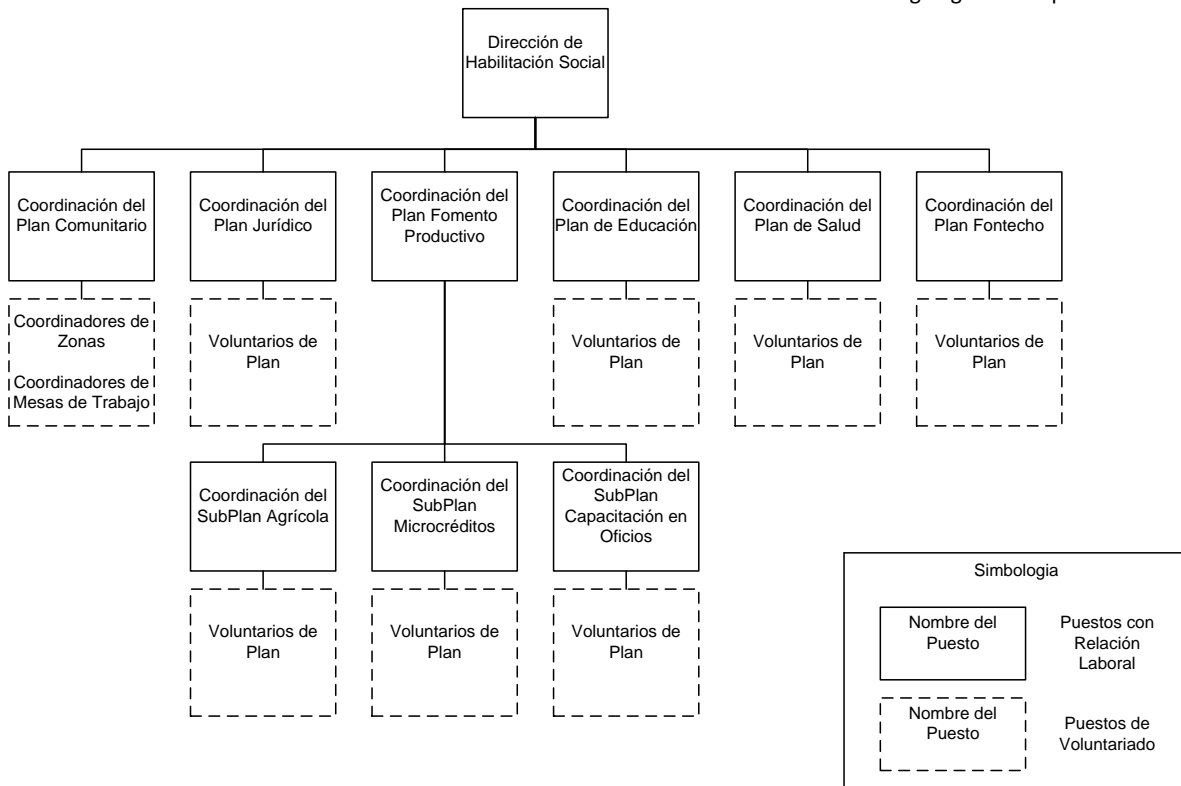 Dirección de
Habilitación Social
Coordinación del
Plan Comunitario
Coordinación del
Plan Jurídico
Coordinación del
Plan Fomento
Productivo
Coordinación del
Plan de Educación
Coordinación del
Plan de Salud
Coordinación del
Plan Fontecho
Coordinadores de
Zonas
Coordinadores de
Mesas de Trabajo
Voluntarios de
Plan
Voluntarios de
Plan
Voluntarios de
Plan
Voluntarios de
Plan
Coordinación del
SubPlan Agrícola
Coordinación del
SubPlan
Microcréditos
Coordinación del
SubPlan
Capacitación en
Oficios
Voluntarios de
Plan
Voluntarios de
Plan
Voluntarios de
Plan
Simbologia
Nombre del
Puesto
Puestos con
Relación
Laboral
Nombre del
Puesto
Puestos de
Voluntariado